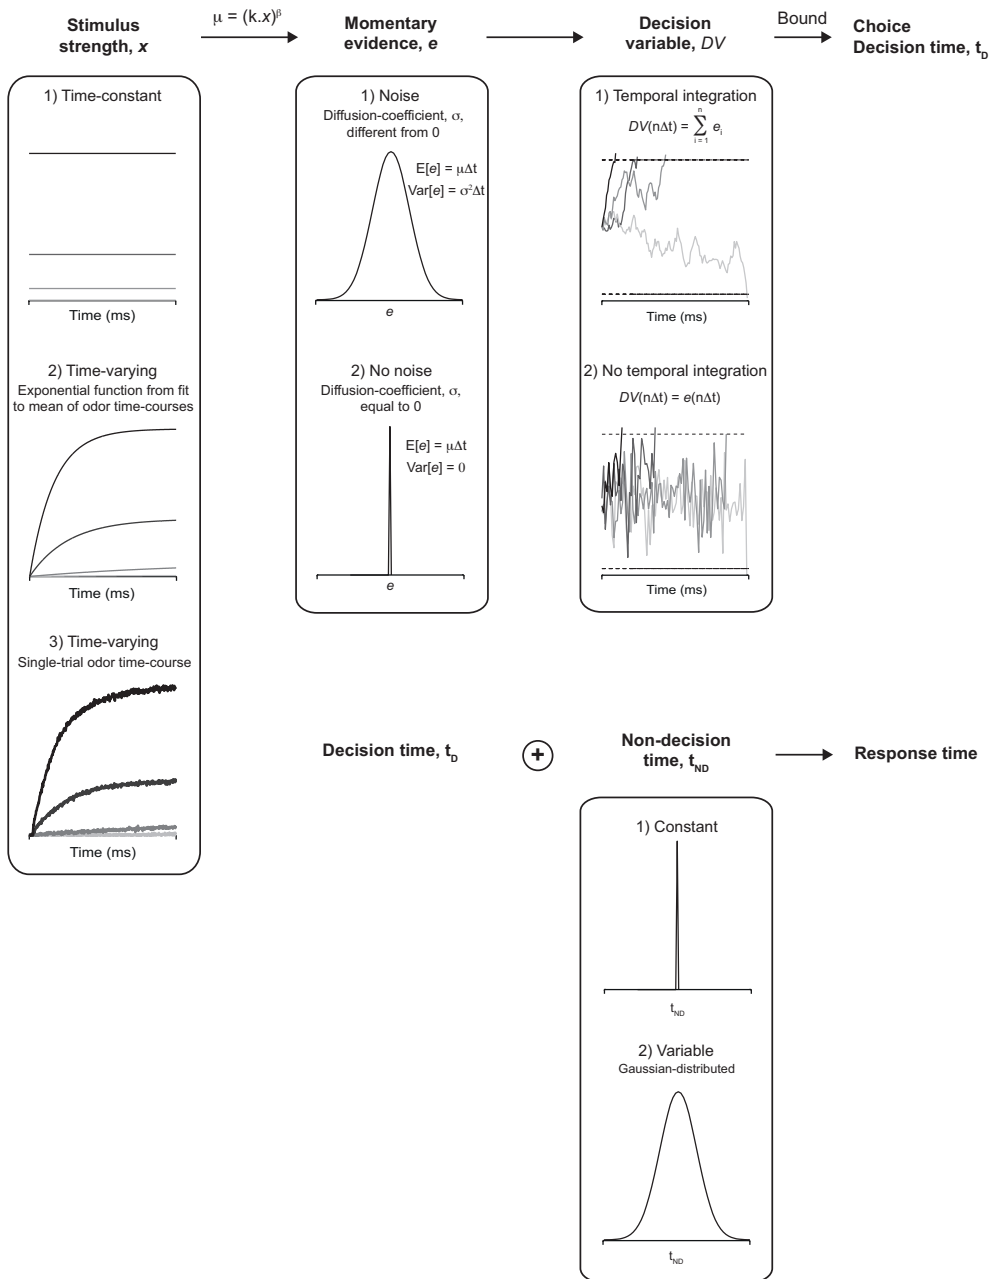 Stimulus
strength, x
μ = (k.x)^β
Momentary
evidence, e
Decision
variable, DV
Bound
Choice
Decision time, t_D
1) Time-constant
Time (ms)
2) Time-varying
Exponential function from fit
to mean of odor time-courses
Time (ms)
3) Time-varying
Single-trial odor time-course
Time (ms)
1) Noise
Diffusion-coefficient, σ,
different from 0
E[e] = μΔt
Var[e] = σ²Δt
e
2) No noise
Diffusion-coefficient, σ,
equal to 0
E[e] = μΔt
Var[e] = 0
e
1) Temporal integration
n
DV(nΔt) = ∑ e_i
i = 1
Time (ms)
2) No temporal integration
DV(nΔt) = e(nΔt)
Time (ms)
Decision time, t_D
+
Non-decision
time, t_ND
Response time
1) Constant
t_ND
2) Variable
Gaussian-distributed
t_ND